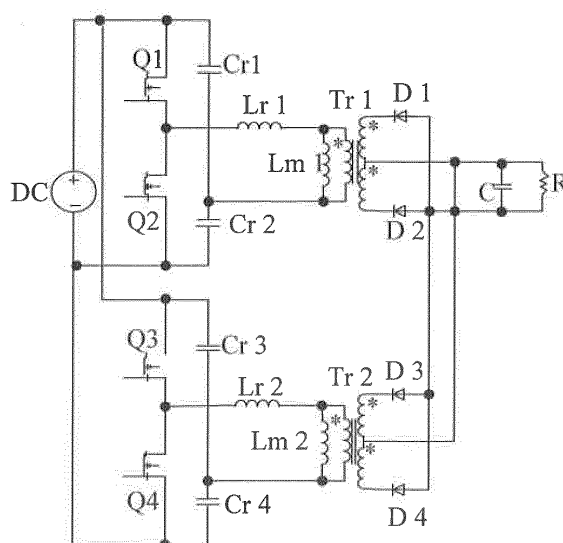 Q1
Cr1
Lr 1
Tr 1
D 1
*
*
*
Lm 1
DC
+
−
Q2
Cr 2
D 2
C
R
Q3
Cr 3
Lr 2
Tr 2
D 3
*
*
*
Lm 2
Q4
Cr 4
D 4